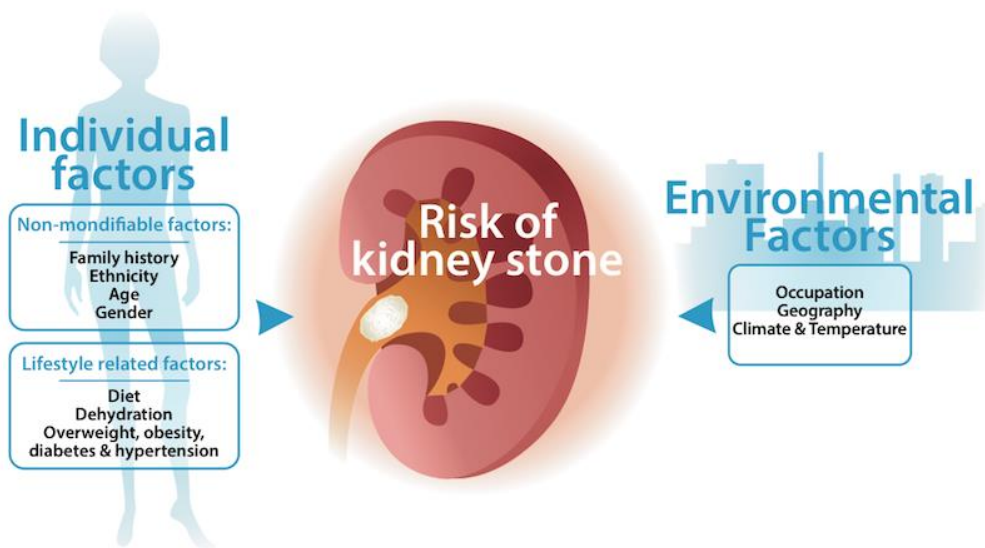 Individual
factors
Non-mondifiable factors:
Family history
Ethnicity
Age
Gender
Lifestyle related factors:
Diet
Dehydration
Overweight, obesity,
diabetes & hypertension
Risk of
kidney stone
Environmental
Factors
Occupation
Geography
Climate & Temperature